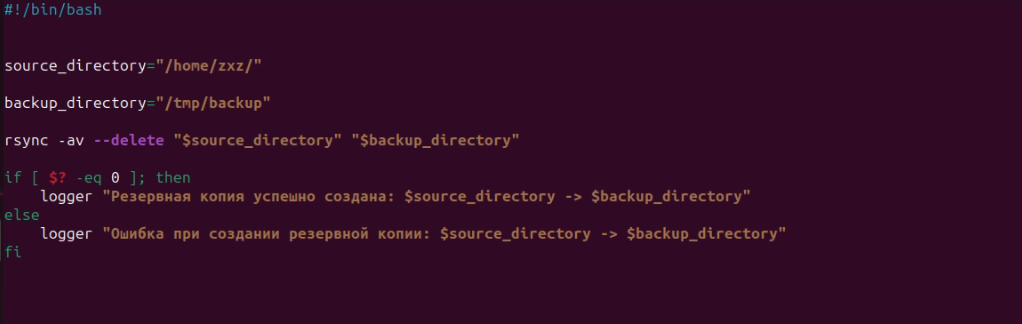 #!/bin/bash
source_directory="/home/zxz/"
backup_directory="/tmp/backup"
rsync -av --delete "$source_directory" "$backup_directory"
if [ $? -eq 0 ]; then
    logger "Резервная копия успешно создана: $source_directory -> $backup_directory"
else
    logger "Ошибка при создании резервной копии: $source_directory -> $backup_directory"
fi